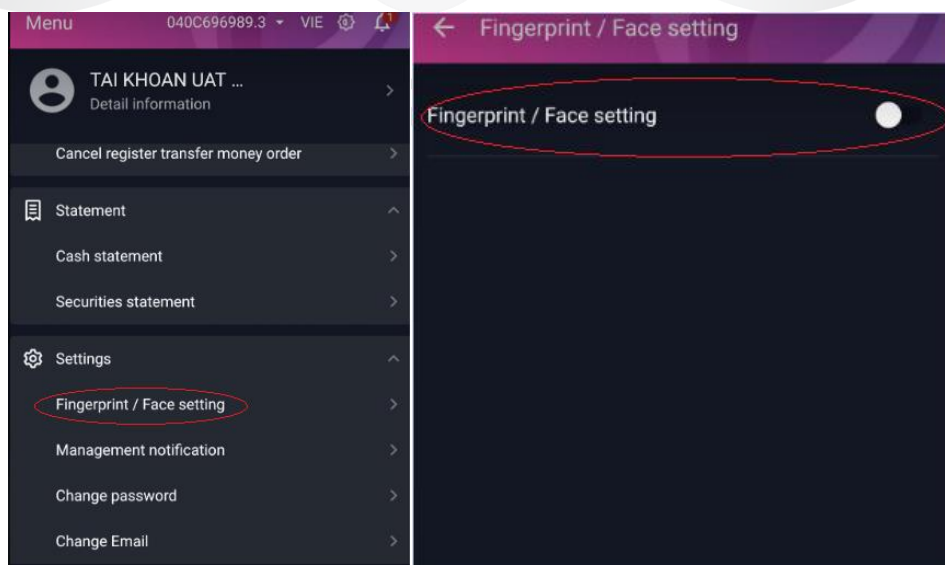 Menu 040C696989.3 VIE 1
TAI KHOAN UAT ...
Detail information
Cancel register transfer money order
Statement
Cash statement
Securities statement
Settings
Fingerprint / Face setting
Management notification
Change password
Change Email
Fingerprint / Face setting
Fingerprint / Face setting